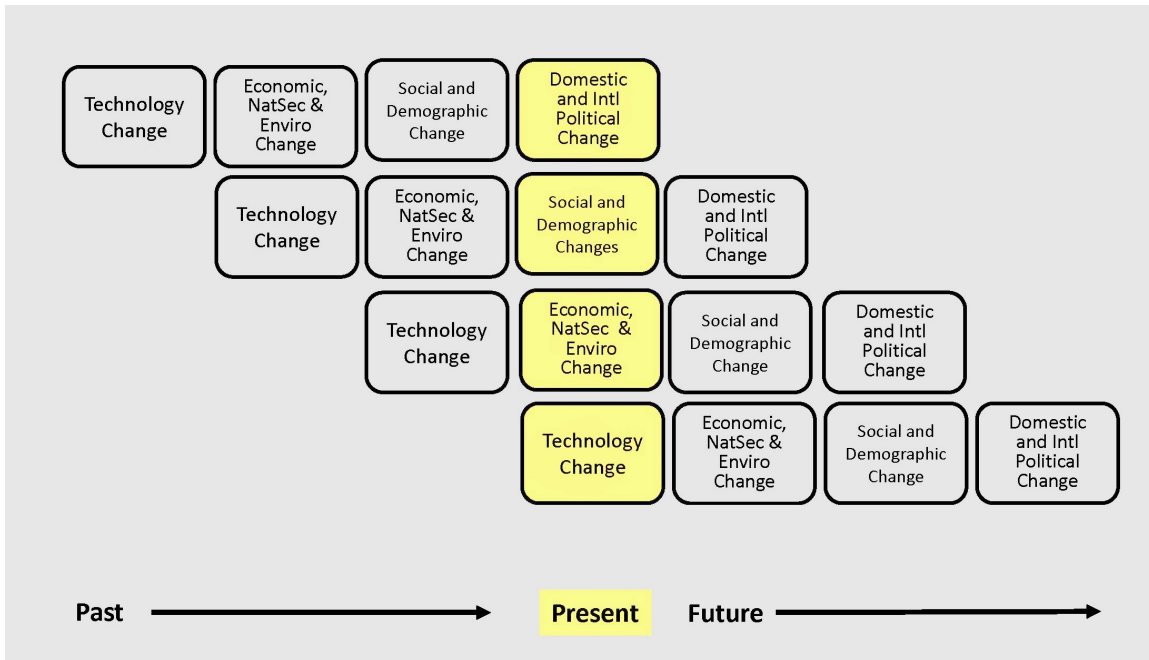 Technology
Change
Economic,
NatSec &
Enviro
Change
Social and
Demographic
Change
Domestic
and Intl
Political
Change
Technology
Change
Economic,
NatSec &
Enviro
Change
Social and
Demographic
Changes
Domestic
and Intl
Political
Change
Technology
Change
Economic,
NatSec &
Enviro
Change
Social and
Demographic
Change
Domestic
and Intl
Political
Change
Technology
Change
Economic,
NatSec &
Enviro
Change
Social and
Demographic
Change
Domestic
and Intl
Political
Change
Past
Present
Future